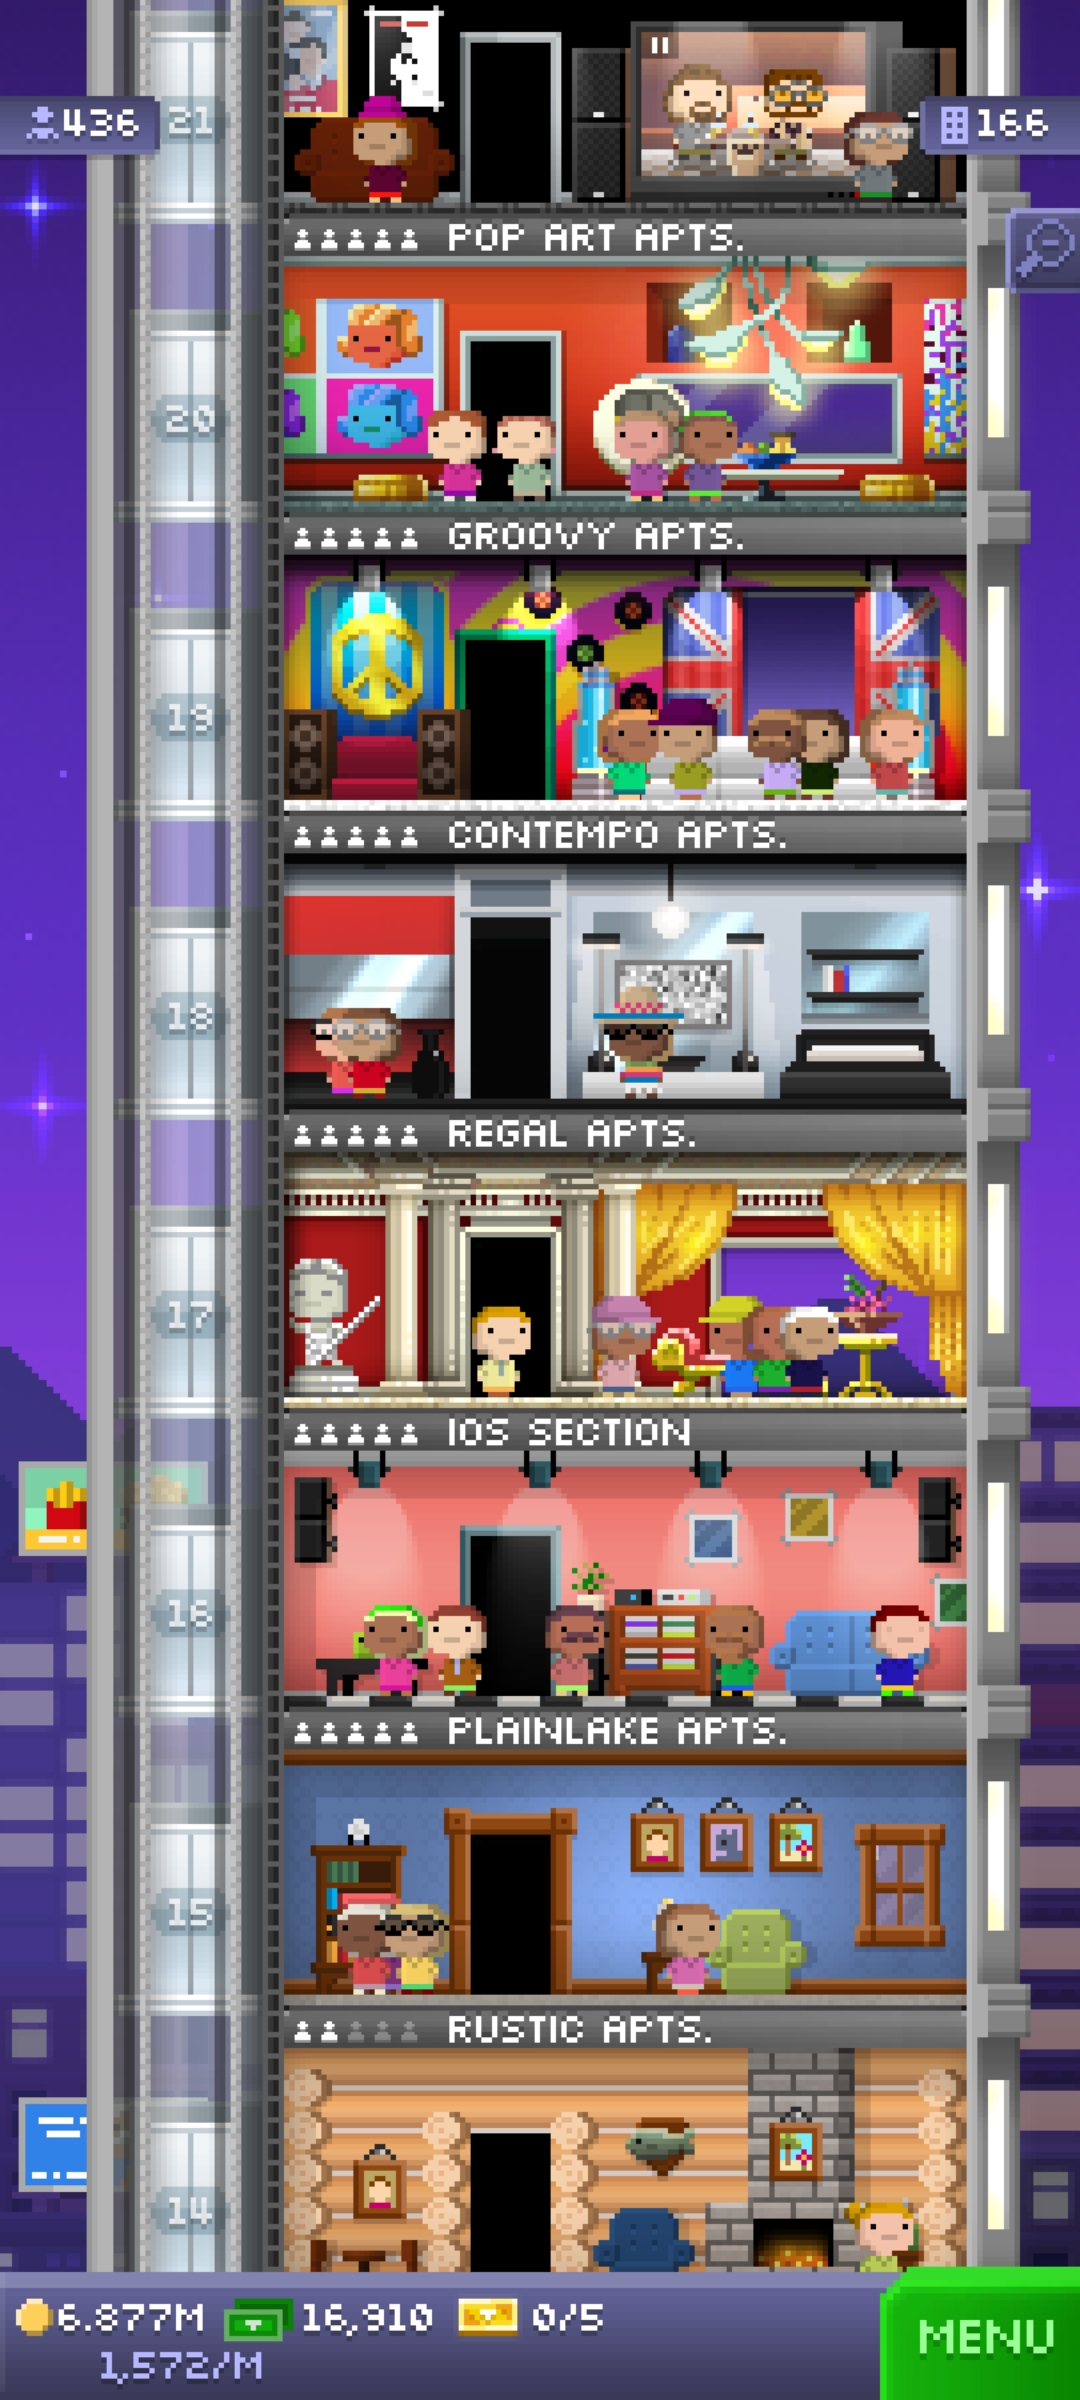 436
21
166
POP ART APTS.
20
GROOVY APTS.
19
CONTEMPO APTS.
18
REGAL APTS.
17
IOS SECTION
16
PLAINLAKE APTS.
15
RUSTIC APTS.
14
6.877M 16,910 0/5
1,572/M
MENU